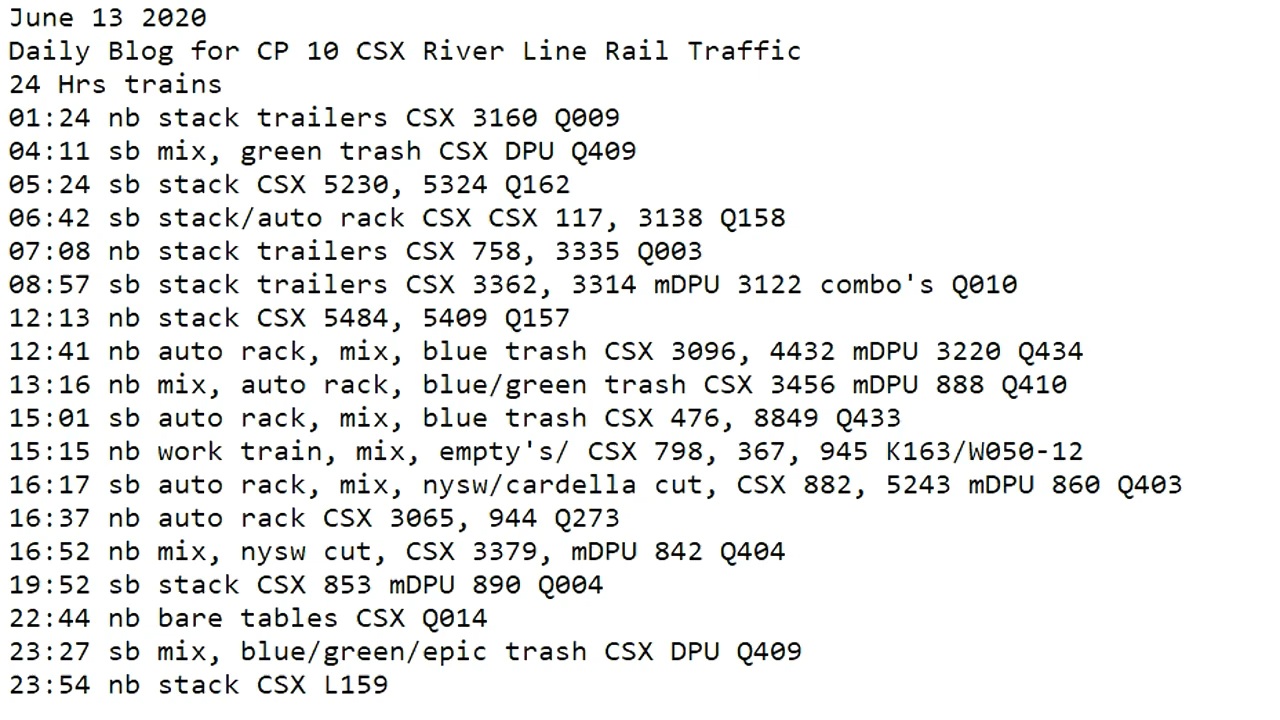 June 13 2020
Daily Blog for CP 10 CSX River Line Rail Traffic
24 Hrs trains
01:24 nb stack trailers CSX 3160 Q009
04:11 sb mix, green trash CSX DPU Q409
05:24 sb stack CSX 5230, 5324 Q162
06:42 sb stack/auto rack CSX CSX 117, 3138 Q158
07:08 nb stack trailers CSX 758, 3335 Q003
08:57 sb stack trailers CSX 3362, 3314 mDPU 3122 combo's Q010
12:13 nb stack CSX 5484, 5409 Q157
12:41 nb auto rack, mix, blue trash CSX 3096, 4432 mDPU 3220 Q434
13:16 nb mix, auto rack, blue/green trash CSX 3456 mDPU 888 Q410
15:01 sb auto rack, mix, blue trash CSX 476, 8849 Q433
15:15 nb work train, mix, empty's/ CSX 798, 367, 945 K163/W050-12
16:17 sb auto rack, mix, nysw/cardella cut, CSX 882, 5243 mDPU 860 Q403
16:37 nb auto rack CSX 3065, 944 Q273
16:52 nb mix, nysw cut, CSX 3379, mDPU 842 Q404
19:52 sb stack CSX 853 mDPU 890 Q004
22:44 nb bare tables CSX Q014
23:27 sb mix, blue/green/epic trash CSX DPU Q409
23:54 nb stack CSX L159